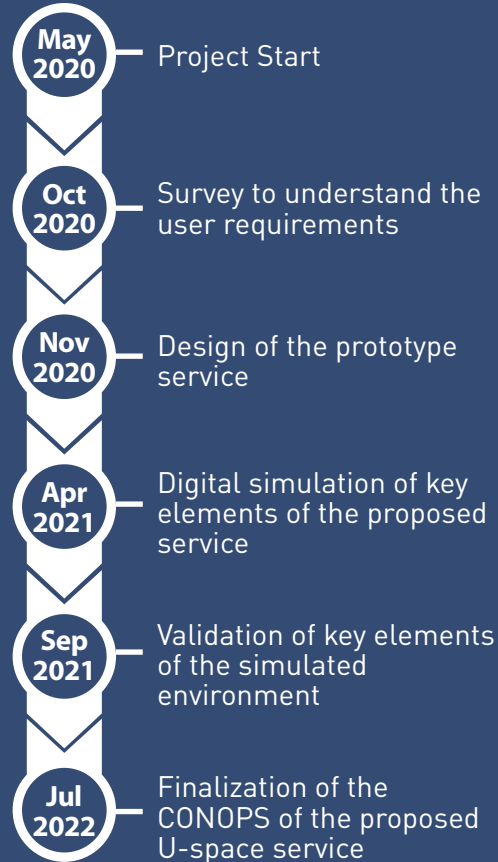 May
2020
Project Start
Oct
2020
Survey to understand the
user requirements
Nov
2020
Design of the prototype
service
Apr
2021
Digital simulation of key
elements of the proposed
service
Sep
2021
Validation of key elements
of the simulated
environment
Jul
2022
Finalization of the
CONOPS of the proposed
U-space service